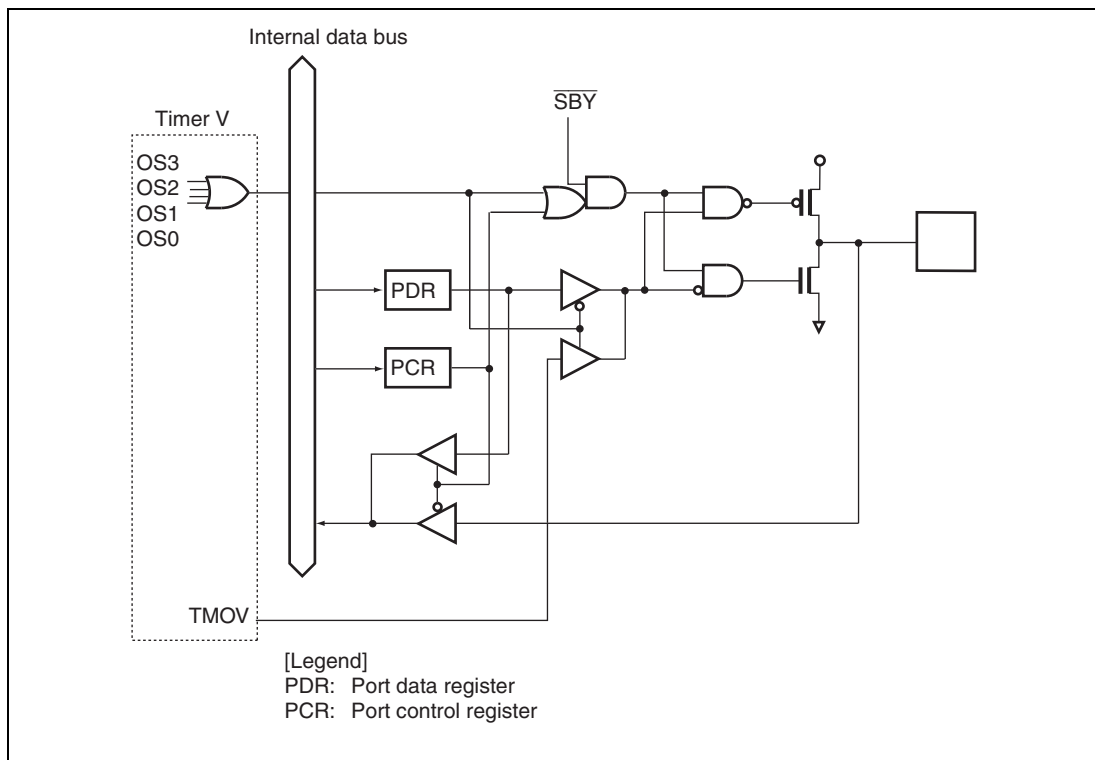 Internal data bus
SBY
Timer V
OS3
OS2
OS1
OS0
PDR
PCR
TMOV
[Legend]
PDR: Port data register
PCR: Port control register